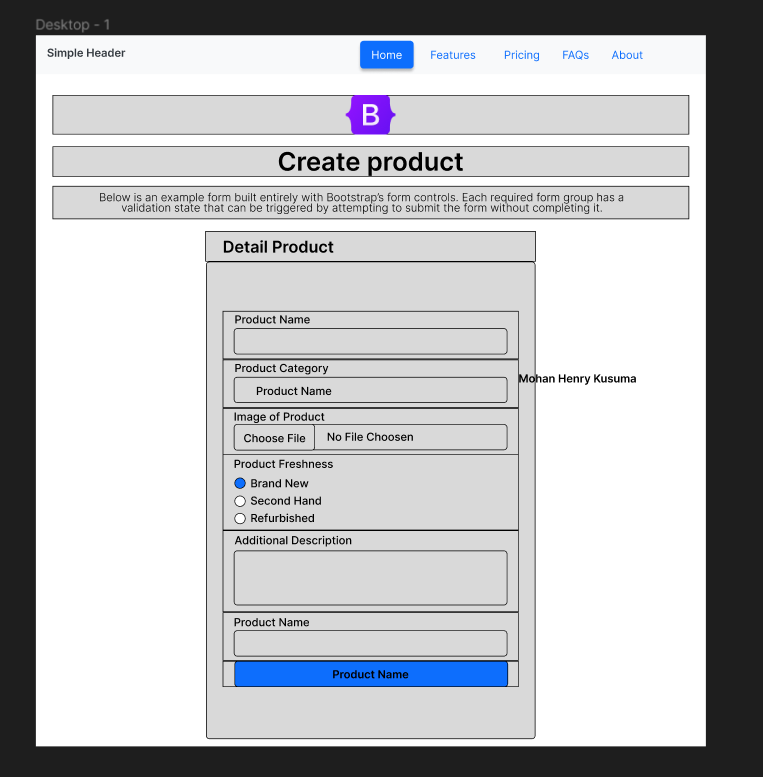 Desktop - 1
Simple Header
Home
Features
Pricing
FAQs
About
B
Create product
Below is an example form built entirely with Bootstrap's form controls. Each required form group has a
validation state that can be triggered by attempting to submit the form without completing it.
Detail Product
Product Name
Product Category
Product Name
Mohan Henry Kusuma
Image of Product
Choose File
No File Choosen
Product Freshness
Brand New
Second Hand
Refurbished
Additional Description
Product Name
Product Name